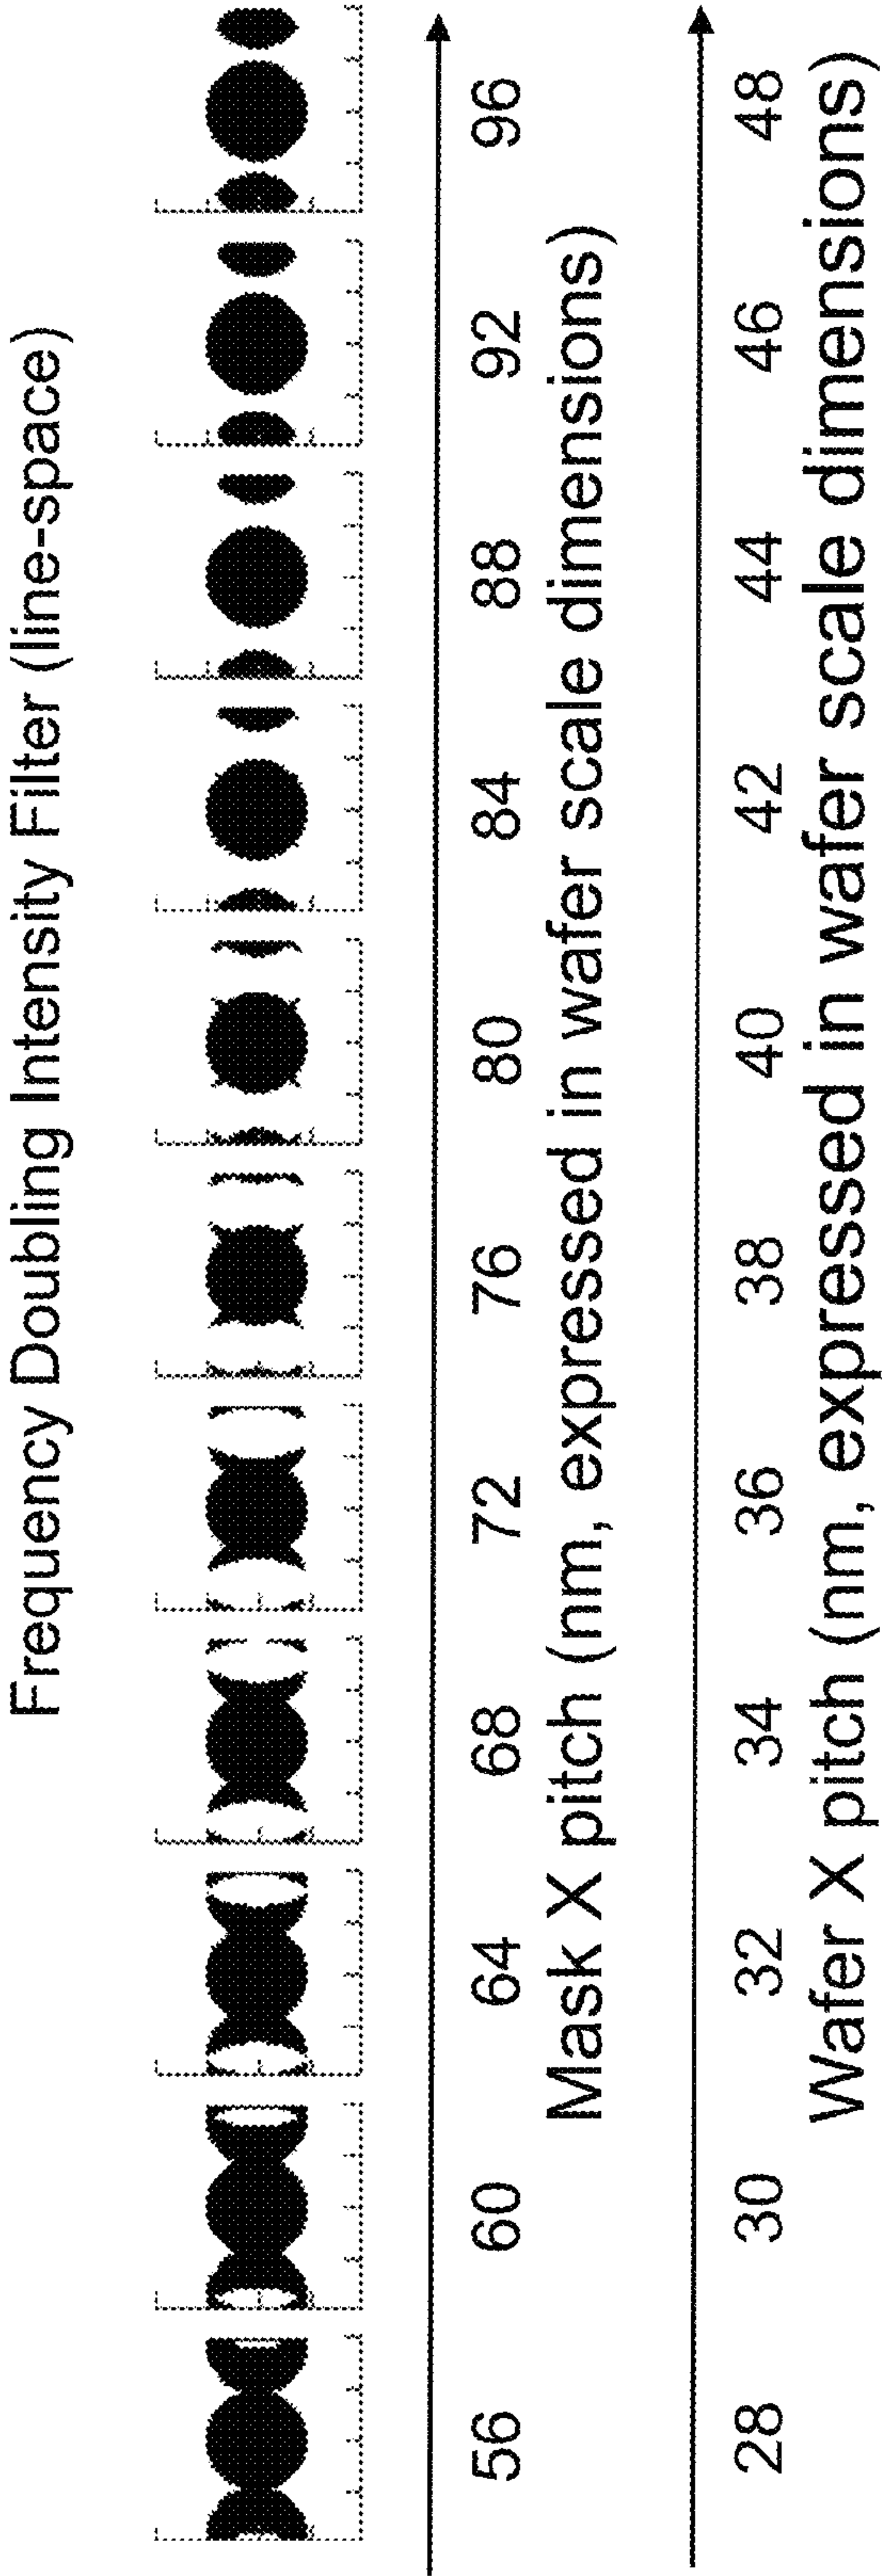 Frequency Doubling Intensity Filter (line-space)
56 60 64 68 72 76 80 84 88 92 96
Mask X pitch (nm, expressed in wafer scale dimensions)
28 30 32 34 36 38 40 42 44 46 48
Wafer X pitch (nm, expressed in wafer scale dimensions)